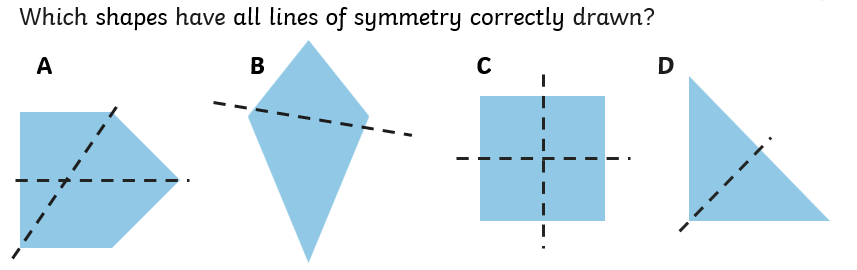 Which shapes have all lines of symmetry correctly drawn?
A B C D